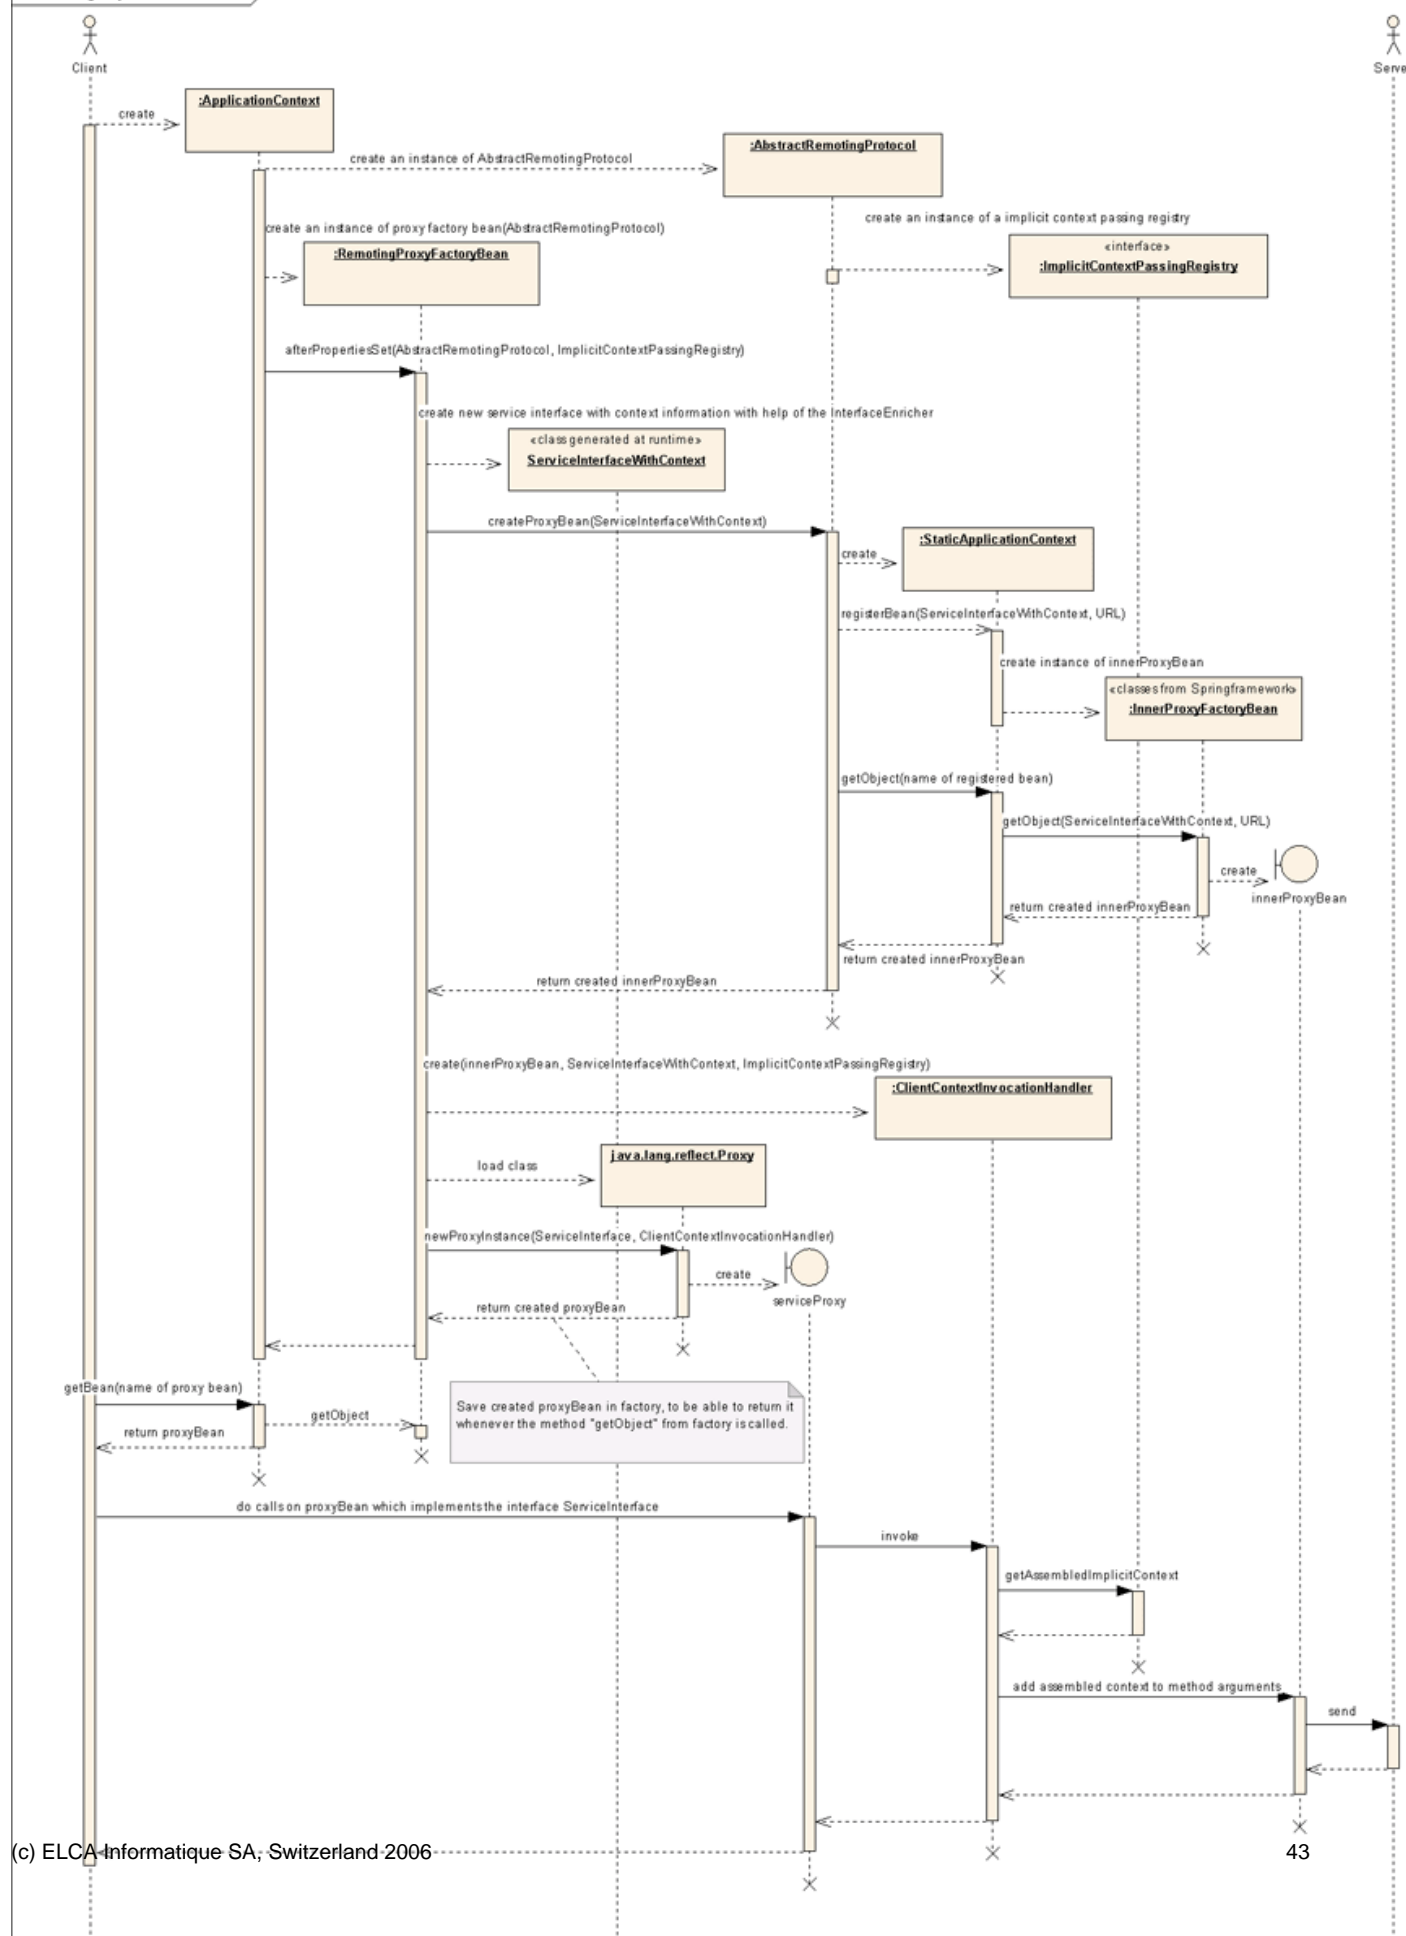 Client
Serve
:ApplicationContext
create
:AbstractRemotingProtocol
create an instance of AbstractRemotingProtocol
create an instance of a implicit context passing registry
create an instance of proxy factory bean(AbstractRemotingProtocol)
«interface»
:RemotingProxyFactoryBean
:ImplicitContextPassingRegistry
afterPropertiesSet(AbstractRemotingProtocol, ImplicitContextPassingRegistry)
create new service interface with context information with help of the InterfaceEnricher
«class generated at runtime»
ServiceInterfaceWithContext
createProxyBean(ServiceInterfaceWithContext)
:StaticApplicationContext
create
registerBean(ServiceInterfaceWithContext, URL)
create instance of innerProxyBean
«classes from Springframework»
:InnerProxyFactoryBean
getObject(name of registered bean)
getObject(ServiceInterfaceWithContext, URL)
create
innerProxyBean
return created innerProxyBean
return created innerProxyBean
return created innerProxyBean
create(innerProxyBean, ServiceInterfaceWithContext, ImplicitContextPassingRegistry)
:ClientContextInvocationHandler
java.lang.reflect.Proxy
load class
newProxyInstance(ServiceInterface, ClientContextInvocationHandler)
create
serviceProxy
return created proxyBean
getBean(name of proxy bean)
Save created proxyBean in factory, to be able to return it
whenever the method "getObject" from factory is called.
getObject
return proxyBean
do calls on proxyBean which implements the interface ServiceInterface
invoke
getAssembledImplicitContext
add assembled context to method arguments
send
(c) ELCA Informatique SA, Switzerland 2006
43